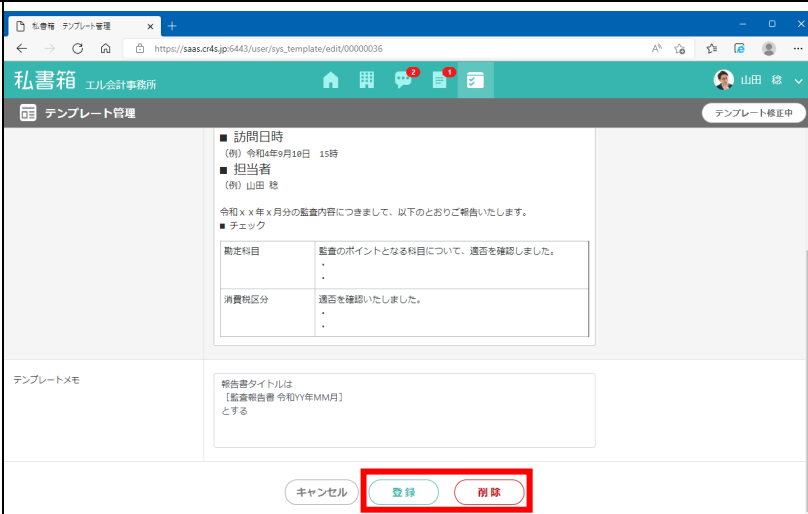 私書箱 テンプレート管理
https://saas.cr4s.jp:6443/user/sys_template/edit/00000036
私書箱 エル会計事務所
2
1
山田 稔
テンプレート管理
テンプレート修正中
■ 訪問日時
(例) 令和4年9月10日 15時
■ 担当者
(例) 山田 稔
令和xx年x月分の監査内容につきまして、以下のとおりご報告いたします。
■ チェック
勘定科目
監査のポイントとなる科目について、適否を確認しました。
・
・
消費税区分
適否を確認いたしました。
・
・
テンプレートメモ
報告書タイトルは
[監査報告書 令和YY年MM月]
とする
キャンセル
登録
削除